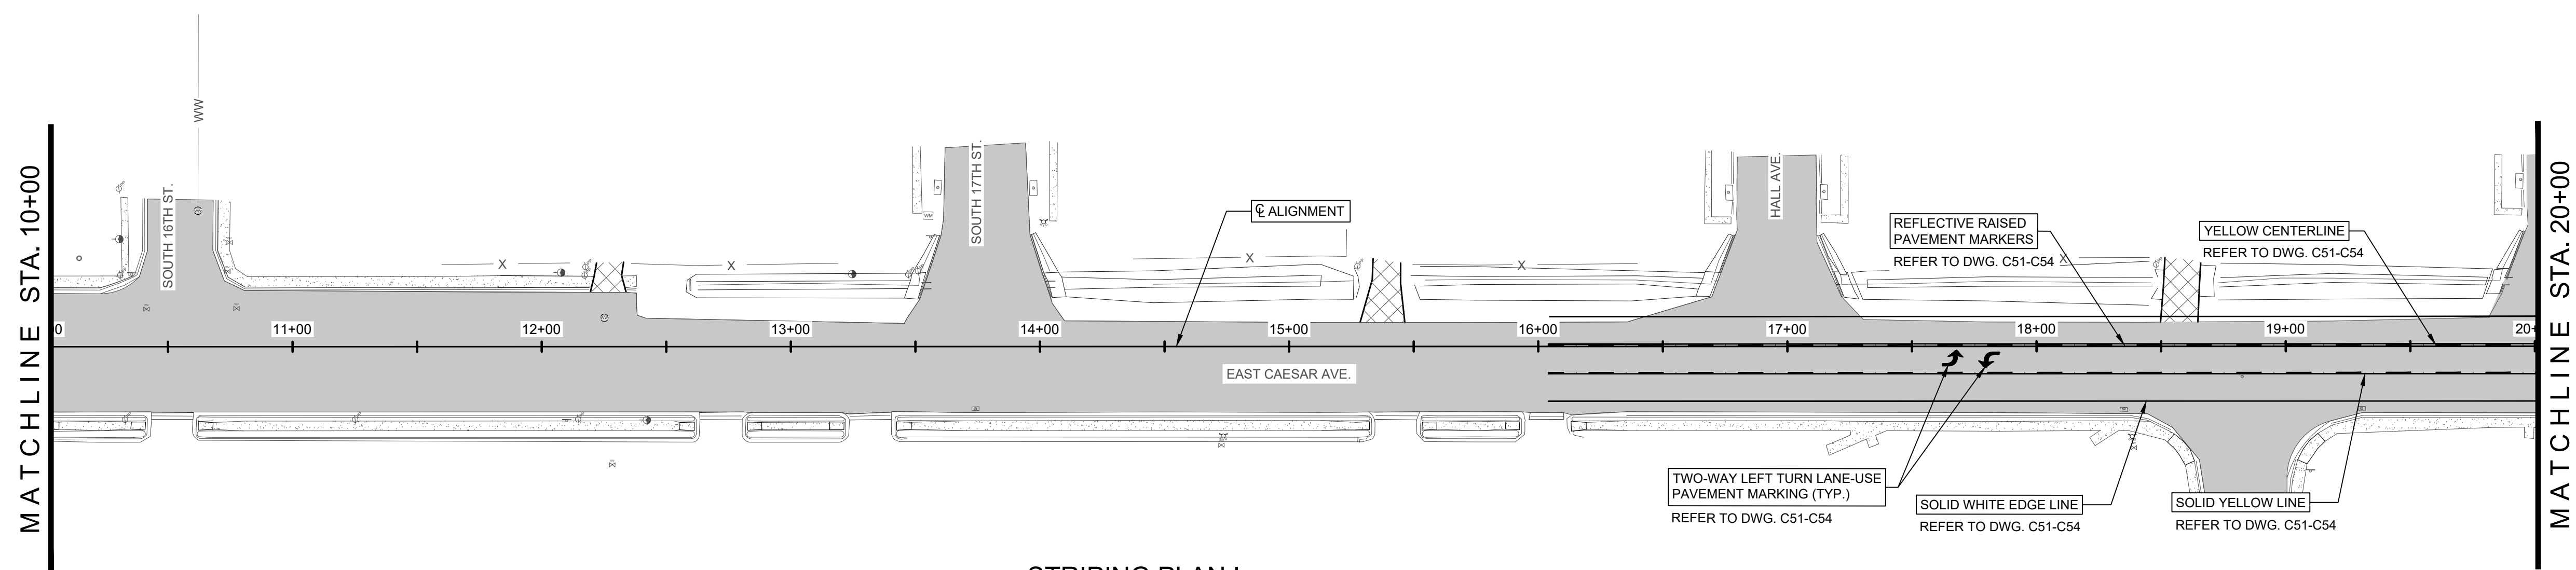 MATCHLINE STA. 10+00
WW
SOUTH 16TH ST.
SOUTH 17TH ST.
WM
HALL AVE.
℄ ALIGNMENT
REFLECTIVE RAISED
PAVEMENT MARKERS
REFER TO DWG. C51-C54
YELLOW CENTERLINE
REFER TO DWG. C51-C54
X
X
X
X
X
0
11+00
12+00
13+00
14+00
15+00
16+00
17+00
18+00
19+00
20+
EAST CAESAR AVE.
TWO-WAY LEFT TURN LANE-USE
PAVEMENT MARKING (TYP.)
REFER TO DWG. C51-C54
SOLID WHITE EDGE LINE
REFER TO DWG. C51-C54
SOLID YELLOW LINE
REFER TO DWG. C51-C54
MATCHLINE STA. 20+00
STRIPING PLAN I